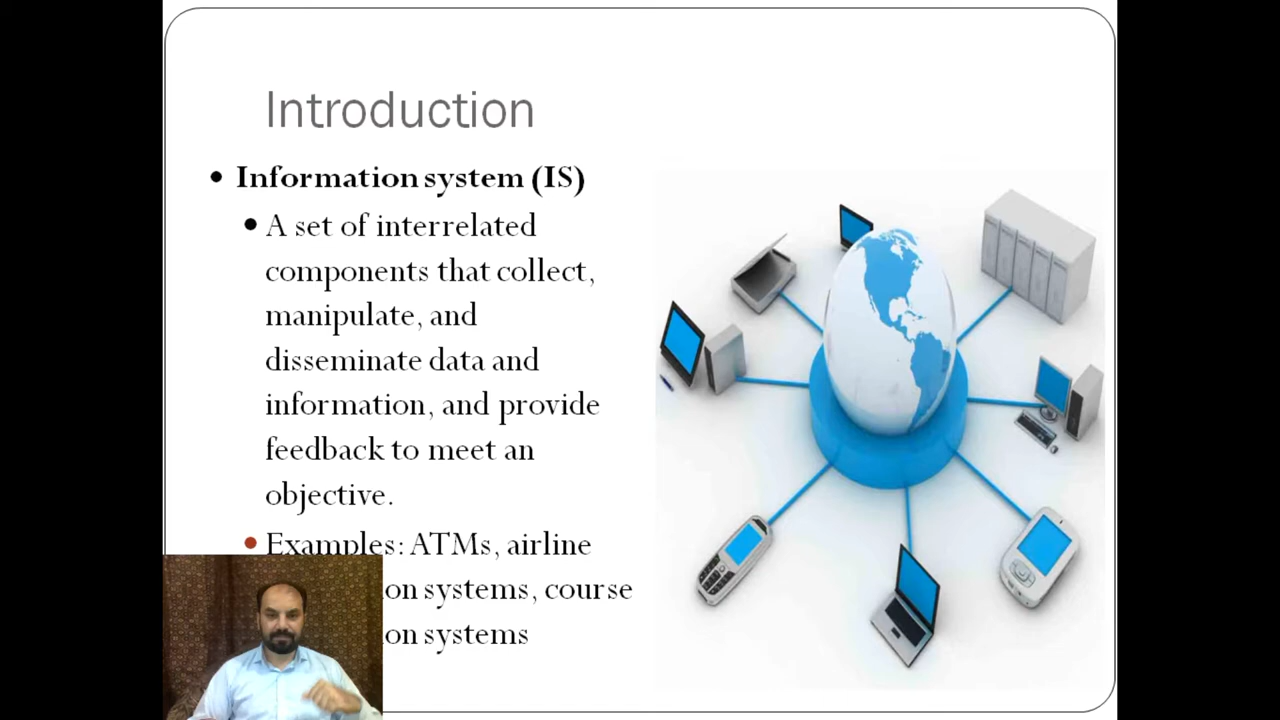 Introduction
• Information system (IS)
• A set of interrelated
components that collect,
manipulate, and
disseminate data and
information, and provide
feedback to meet an
objective.
• Examples: ATMs, airline
on systems, course
on systems